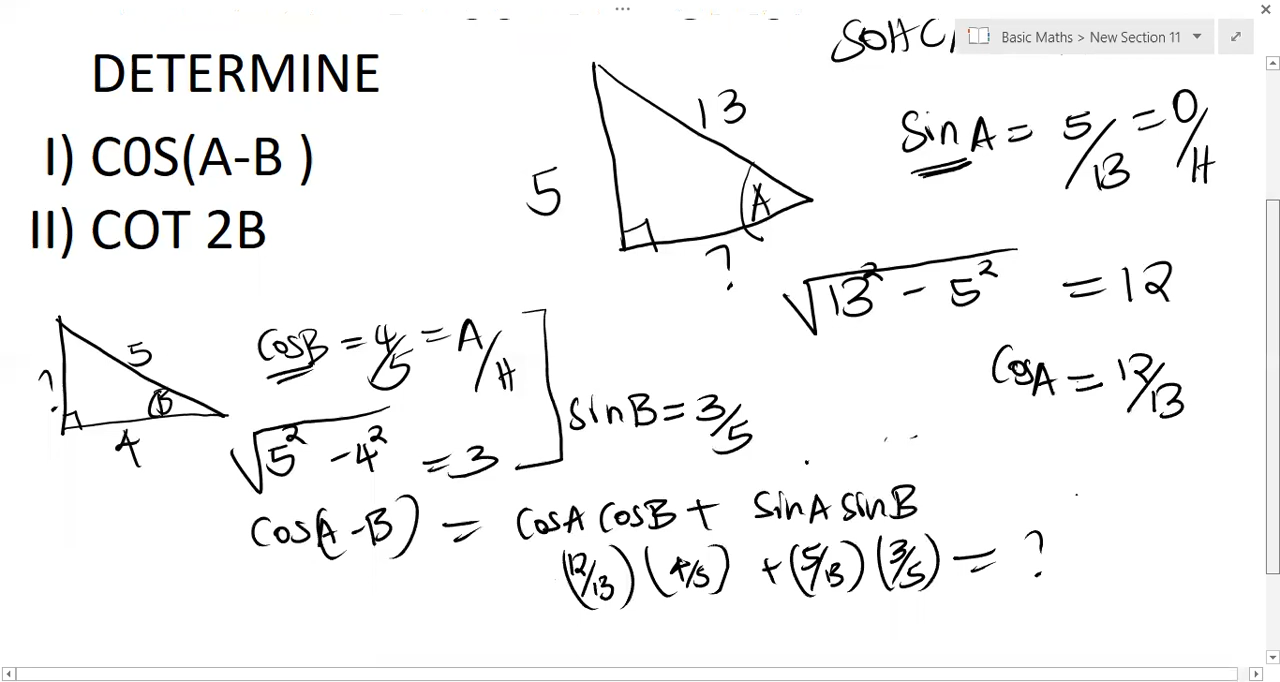 SOHC
Basic Maths > New Section 11
DETERMINE
I) C0S(A-B )
II) COT 2B
13
5
A
?
Sin A = 5/13 = O/H
√13² - 5² = 12
Cos A = 12/13
5
?
B
4
Cos B = 4/5 = A/H
√5² - 4² = 3
sin B = 3/5
Cos(A - B) = Cos A Cos B + Sin A Sin B
(12/13) (4/5) + (5/13) (3/5) = ?